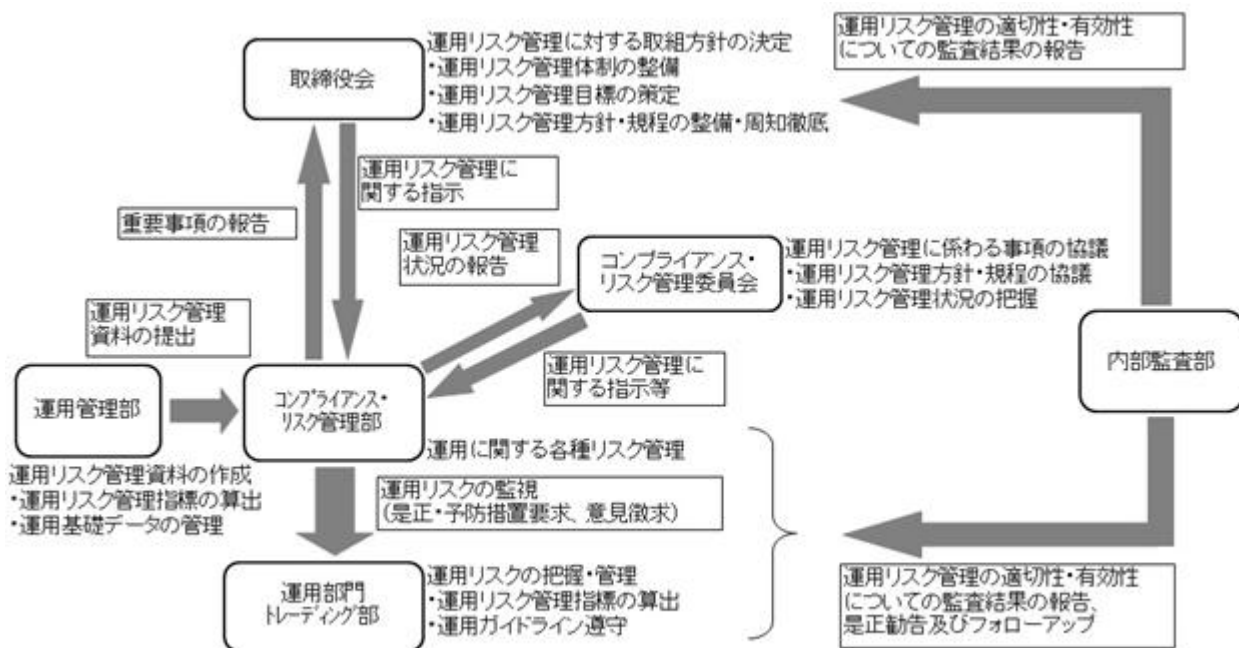 取締役会
運用リスク管理に対する取組方針の決定
・運用リスク管理体制の整備
・運用リスク管理目標の策定
・運用リスク管理方針・規程の整備・周知徹底
運用リスク管理の適切性・有効性
についての監査結果の報告
運用リスク管理に
関する指示
重要事項の報告
運用リスク管理
状況の報告
コンプライアンス・
リスク管理委員会
運用リスク管理に係わる事項の協議
・運用リスク管理方針・規程の協議
・運用リスク管理状況の把握
運用リスク管理
資料の提出
運用リスク管理に
関する指示等
内部監査部
運用管理部
コンプライアンス・
リスク管理部
運用に関する各種リスク管理
運用リスク管理資料の作成
・運用リスク管理指標の算出
・運用基礎データの管理
運用リスクの監視
(是正・予防措置要求、意見徴求)
運用部門
トレーディング部
運用リスクの把握・管理
・運用リスク管理指標の算出
・運用ガイドライン遵守
運用リスク管理の適切性・有効性
についての監査結果の報告、
是正勧告及びフォローアップ